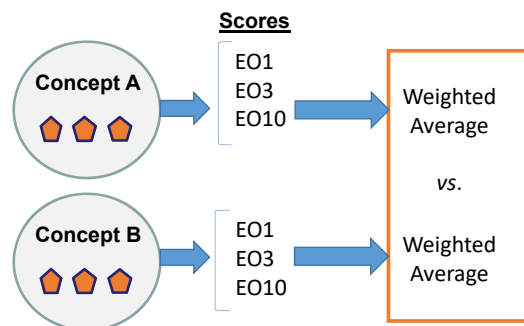 Scores
Concept A
EO1
EO3
EO10
Weighted
Average
vs.
Concept B
EO1
EO3
EO10
Weighted
Average